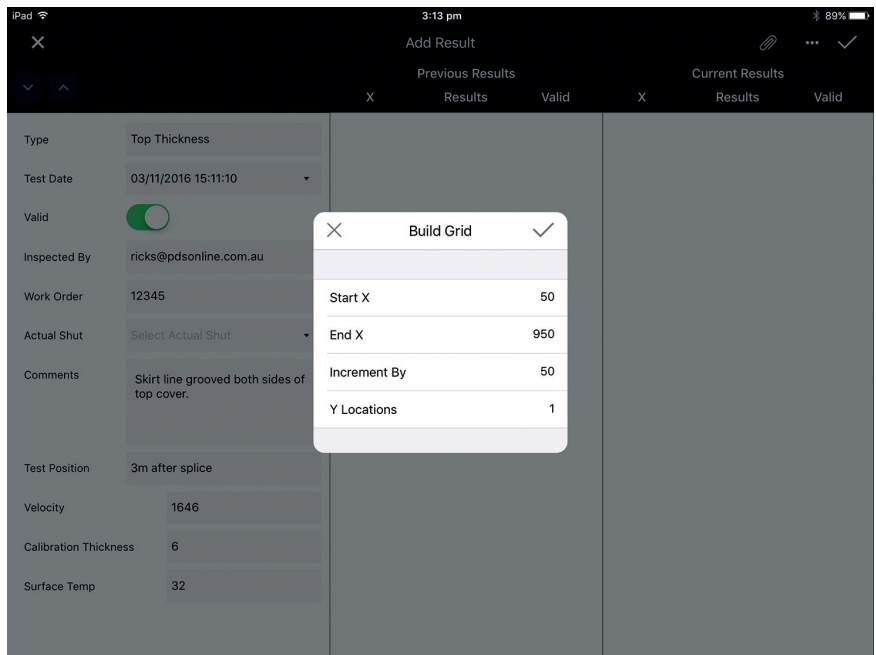 iPad 3:13 pm 89%
Add Result
Previous Results Current Results
X Results Valid X Results Valid
Type Top Thickness
Test Date 03/11/2016 15:11:10
Valid
Inspected By ricks@pdsonline.com.au
Work Order 12345
Actual Shut Select Actual Shut
Comments Skirt line grooved both sides of
top cover.
Test Position 3m after splice
Velocity 1646
Calibration Thickness 6
Surface Temp 32
Build Grid
Start X 50
End X 950
Increment By 50
Y Locations 1